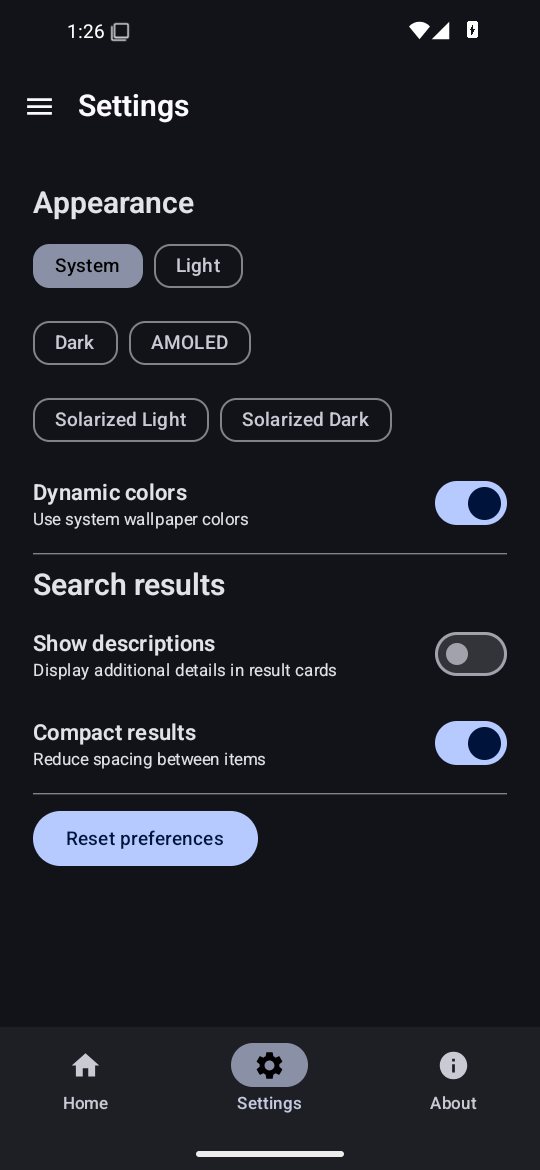 1:26
Settings
Appearance
System Light
Dark AMOLED
Solarized Light Solarized Dark
Dynamic colors
Use system wallpaper colors
Search results
Show descriptions
Display additional details in result cards
Compact results
Reduce spacing between items
Reset preferences
Home Settings About